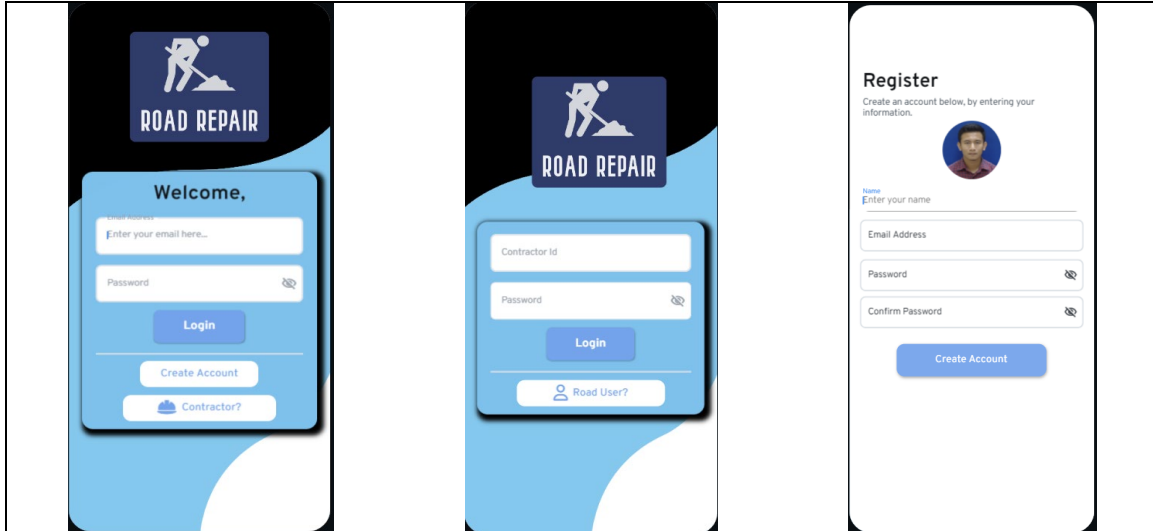 ROAD REPAIR
Welcome,
Email Address
Enter your email here...
Password
Login
Create Account
Contractor?
ROAD REPAIR
Contractor Id
Password
Login
Road User?
Register
Create an account below, by entering your
information.
Name
Enter your name
Email Address
Password
Confirm Password
Create Account